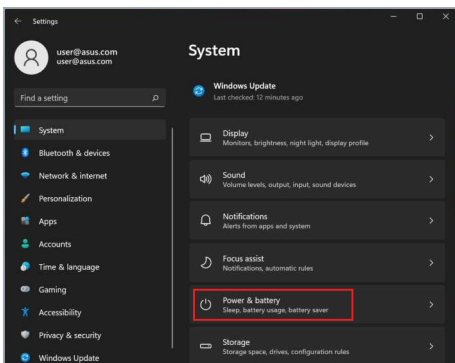 Settings
user@asus.com
user@asus.com
Find a setting
System
Bluetooth & devices
Network & internet
Personalization
Apps
Accounts
Time & language
Gaming
Accessibility
Privacy & security
Windows Update
System
Windows Update
Last checked: 12 minutes ago
Display
Monitors, brightness, night light, display profile
Sound
Volume levels, output, input, sound devices
Notifications
Alerts from apps and system
Focus assist
Notifications, automatic rules
Power & battery
Sleep, battery usage, battery saver
Storage
Storage space, drives, configuration rules